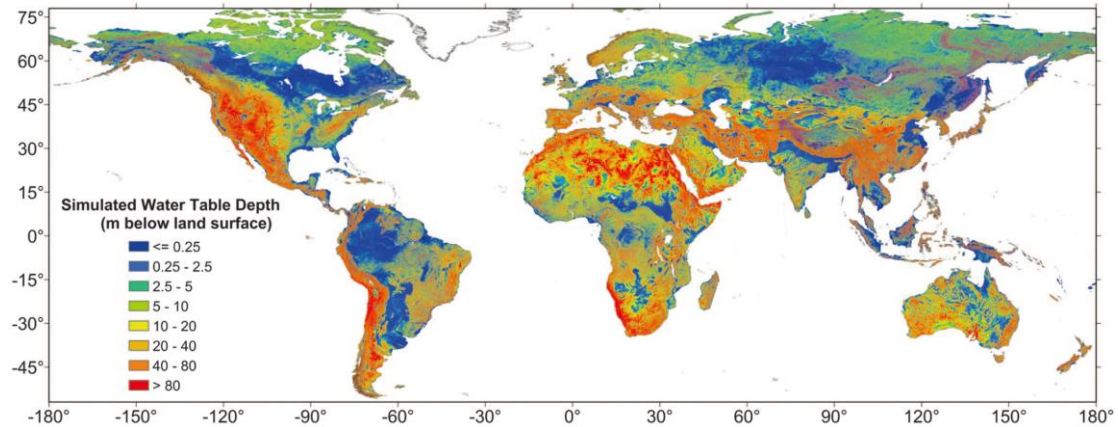 75°
60°
45°
30°
15°
0°
-15°
-30°
-45°
Simulated Water Table Depth
(m below land surface)
<= 0.25
0.25 - 2.5
2.5 - 5
5 - 10
10 - 20
20 - 40
40 - 80
> 80
-180 -150° -120° -90° -60° -30° 0° 30° 60° 90° 120° 150° 180°